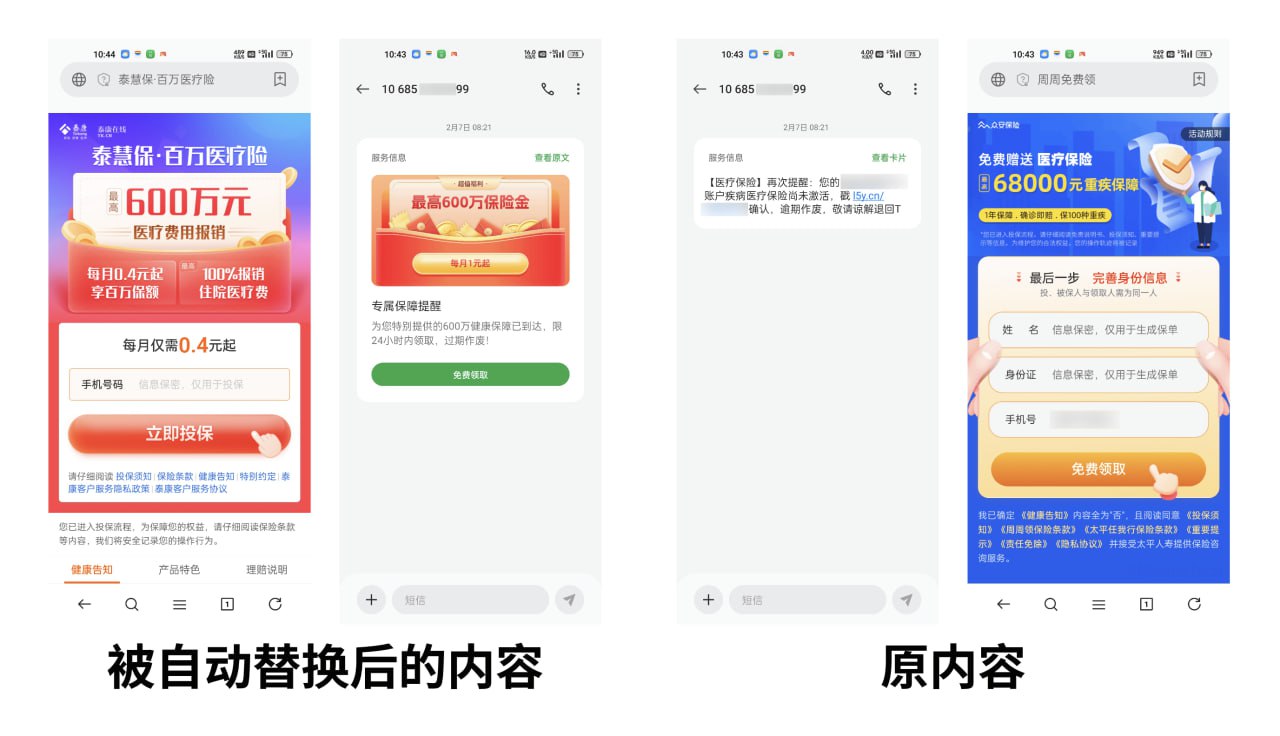 10:44
75
泰慧保·百万医疗险
泰康
Taikang
泰康在线
TK.CN
泰慧保·百万医疗险
最高 600万元
医疗费用报销
每月0.4元起
享百万保额
最高 100%报销
住院医疗费
每月仅需0.4元起
手机号码 信息保密，仅用于投保
立即投保
请仔细阅读 投保须知 | 保险条款 | 健康告知 | 特别约定 | 泰
康客户服务隐私政策 | 泰康客户服务协议
您已进入投保流程，为保障您的权益，请仔细阅读保险条款
等内容，我们将安全记录您的操作行为。
健康告知 产品特色 理赔说明
1
10:43
75
10 685 99
2月7日 08:21
服务信息 查看原文
· 超值福利 ·
最高600万保险金
每月1元起
专属保障提醒
为您特别提供的600万健康保障已到达，限
24小时内领取，过期作废！
免费领取
短信
被自动替换后的内容
10:43
75
10 685 99
2月7日 08:21
服务信息 查看卡片
【医疗保险】再次提醒：您的
账户疾病医疗保险尚未激活，戳 l5y.cn/
确认，逾期作废，敬请谅解退回T
短信
10:43
75
周周免费领
众安保险
活动规则
免费赠送 医疗保险
最高 68000元重疾保障
1年保障 . 确诊即赔 . 保100种重疾
最后一步 完善身份信息
投、被保人与领取人需为同一人
姓 名 信息保密，仅用于生成保单
身份证 信息保密，仅用于生成保单
手机号
免费领取
我已确定《健康告知》内容全为“否”，且阅读同意《投保须
知》《周周领保险条款》《太平任我行保险条款》《重要提
示》《责任免除》《隐私协议》并接受太平人寿提供保险咨
询服务。
1
原内容